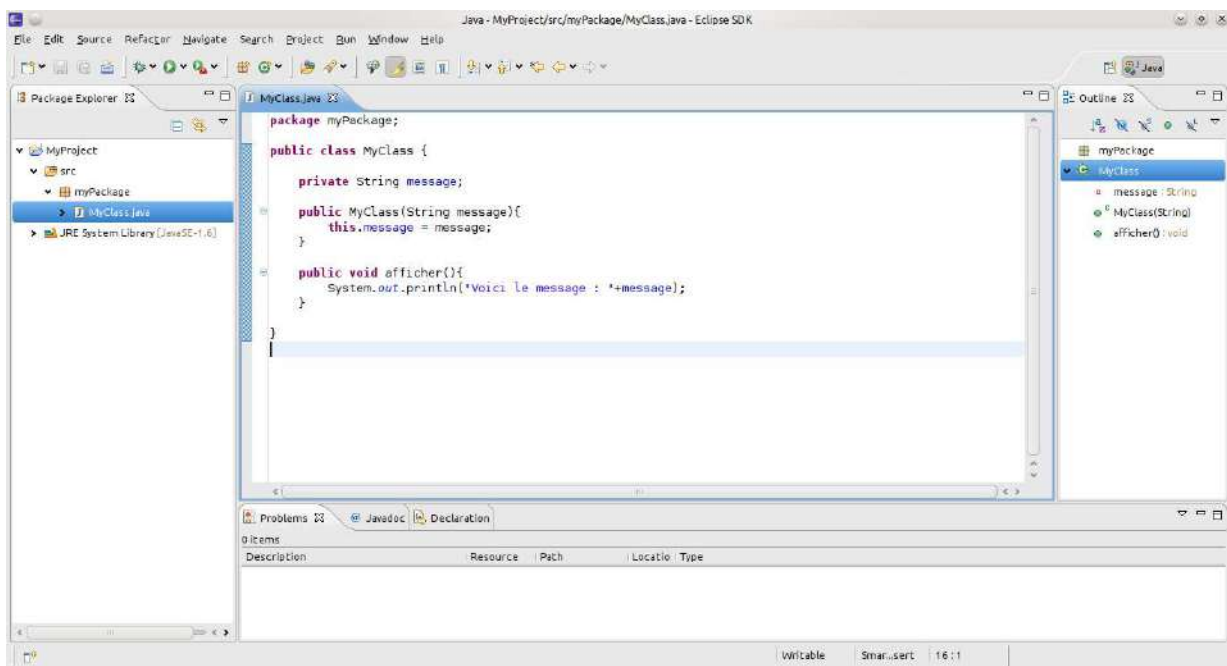 Java - MyProject/src/myPackage/MyClass.java - Eclipse SDK
File Edit Source Refactor Navigate Search Project Run Window Help
Java
Package Explorer
MyProject
src
myPackage
MyClass.java
JRE System Library [JavaSE-1.6]
MyClass.java
package myPackage;
public class MyClass {
private String message;
public MyClass(String message){
this.message = message;
}
public void afficher(){
System.out.println("Voici le message : "+message);
}
}
Outline
myPackage
MyClass
message : String
MyClass(String)
afficher() : void
Problems Javadoc Declaration
0 items
Description Resource Path Locatio Type
Writable Smar...sert 16:1